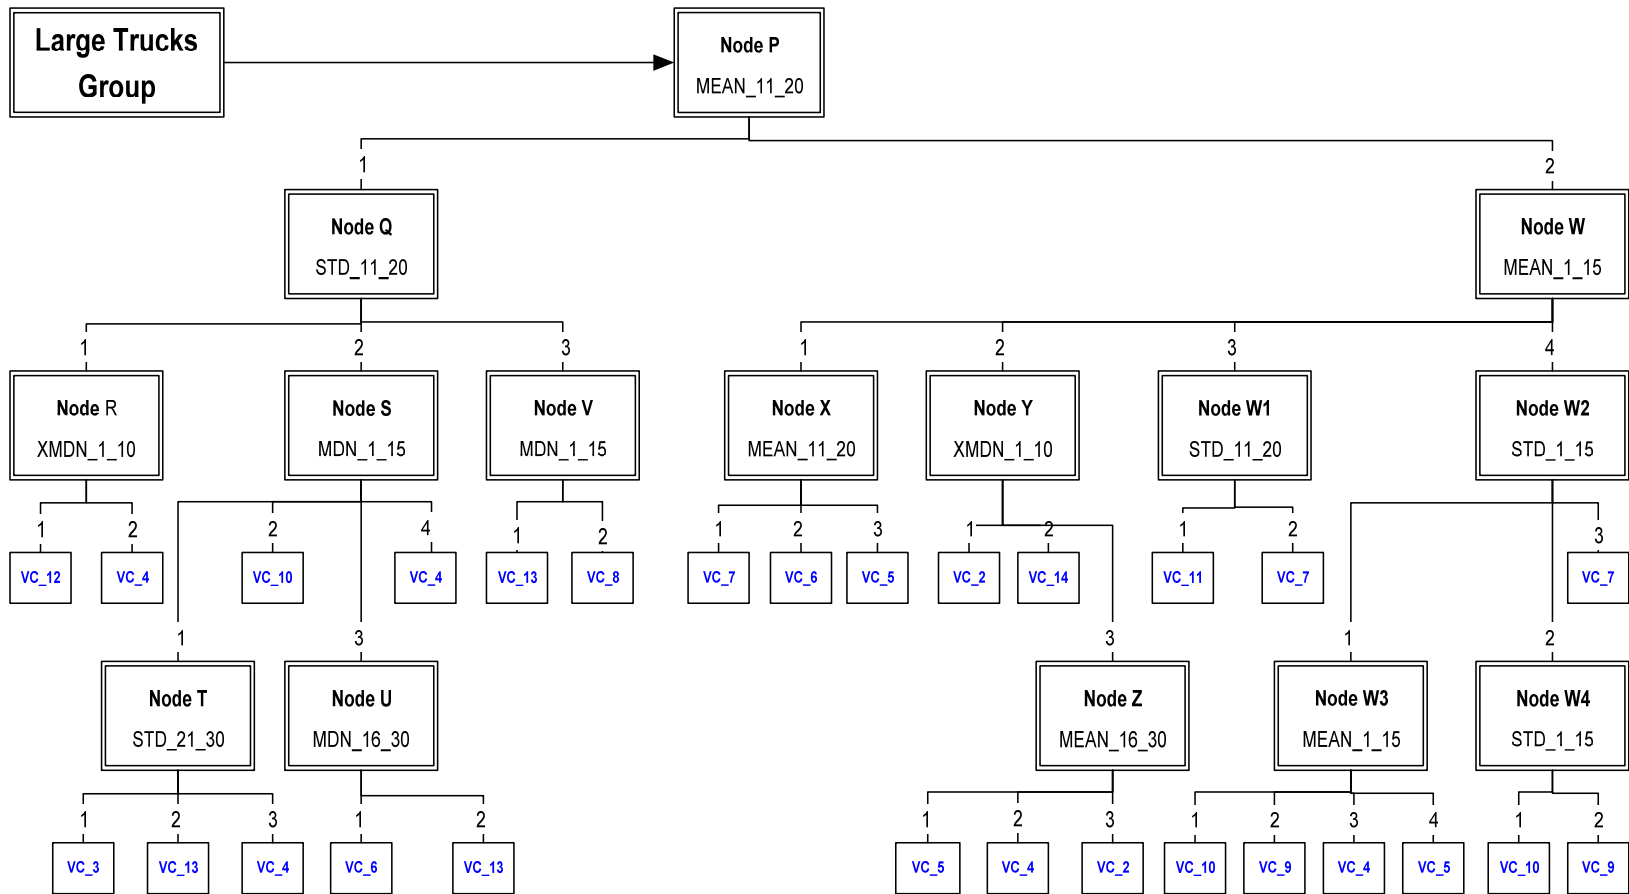 Large Trucks
Group
Node P
MEAN_11_20
1
2
Node Q
STD_11_20
Node W
MEAN_1_15
1
2
3
1
2
3
4
Node R
XMDN_1_10
Node S
MDN_1_15
Node V
MDN_1_15
Node X
MEAN_11_20
Node Y
XMDN_1_10
Node W1
STD_11_20
Node W2
STD_1_15
1
2
2
4
1
2
1
2
3
1
2
1
2
3
VC_12
VC_4
VC_10
VC_4
VC_13
VC_8
VC_7
VC_6
VC_5
VC_2
VC_14
VC_11
VC_7
VC_7
1
3
3
1
2
Node T
STD_21_30
Node U
MDN_16_30
Node Z
MEAN_16_30
Node W3
MEAN_1_15
Node W4
STD_1_15
1
2
3
1
2
1
2
3
1
2
3
4
1
2
VC_3
VC_13
VC_4
VC_6
VC_13
VC_5
VC_4
VC_2
VC_10
VC_9
VC_4
VC_5
VC_10
VC_9